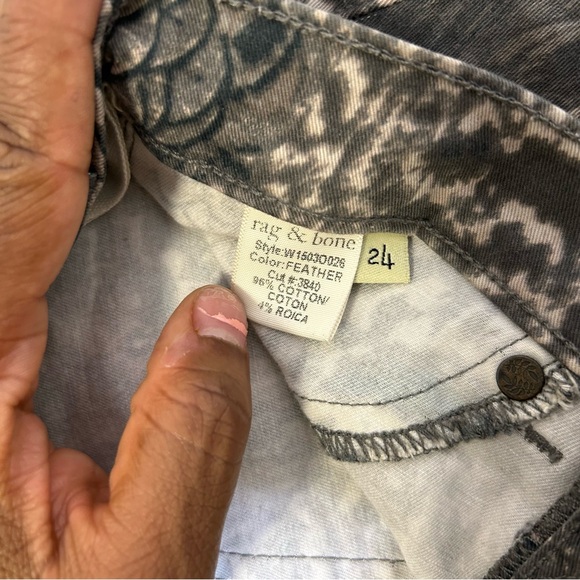 rag & bone
Style:W1503O026
Color:FEATHER
Cut #:3840
96% COTTON/
COTON
4% ROICA
24